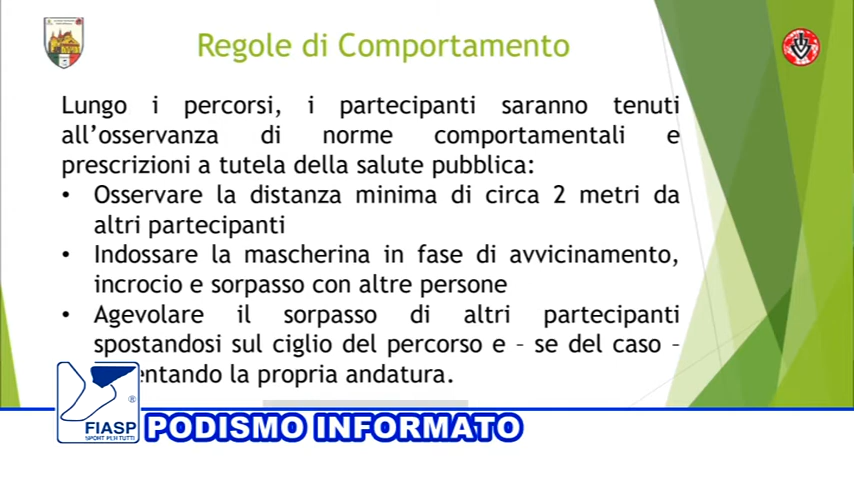 Regole di Comportamento
Lungo i percorsi, i partecipanti saranno tenuti
all’osservanza di norme comportamentali e
prescrizioni a tutela della salute pubblica:
• Osservare la distanza minima di circa 2 metri da
altri partecipanti
• Indossare la mascherina in fase di avvicinamento,
incrocio e sorpasso con altre persone
• Agevolare il sorpasso di altri partecipanti
spostandosi sul ciglio del percorso e – se del caso –
entando la propria andatura.
®
FIASP
SPORT PER TUTTI
PODISMO INFORMATO